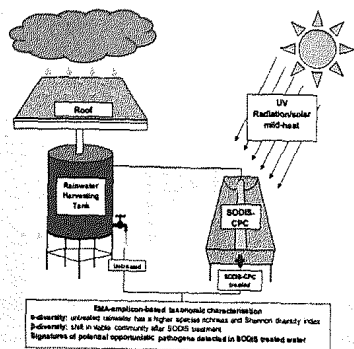 Roof
UV
Radiation/solar
mild-heat
Rainwater
Harvesting
Tank
SODIS-
CPC
Untreated
SODIS-CPC
treated
EMA-amplicon-based taxonomic characterisation
α-diversity: untreated rainwater has a higher species richness and Shannon diversity index
β-diversity: shift in viable community after SODIS treatment
Signatures of potential opportunistic pathogens detected in SODIS treated water